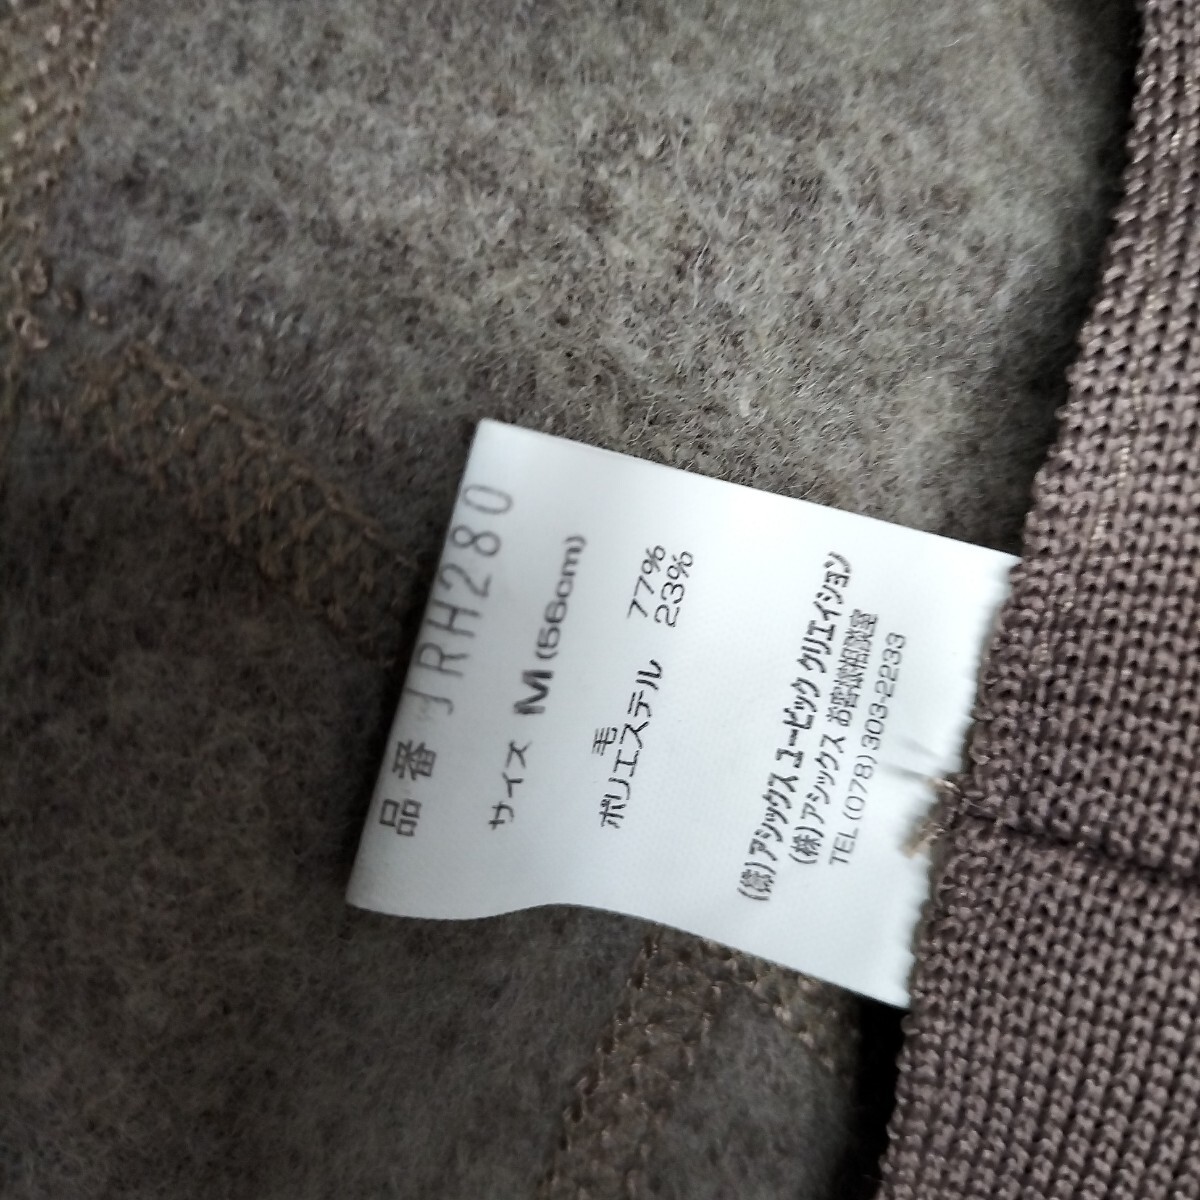 品番 JRH280
サイズ M(56cm)
毛 77%
ポリエステル 23%
(株)アシックス ユービック クリエイション
(株)アシックス お客様相談室
TEL (078)303-2233